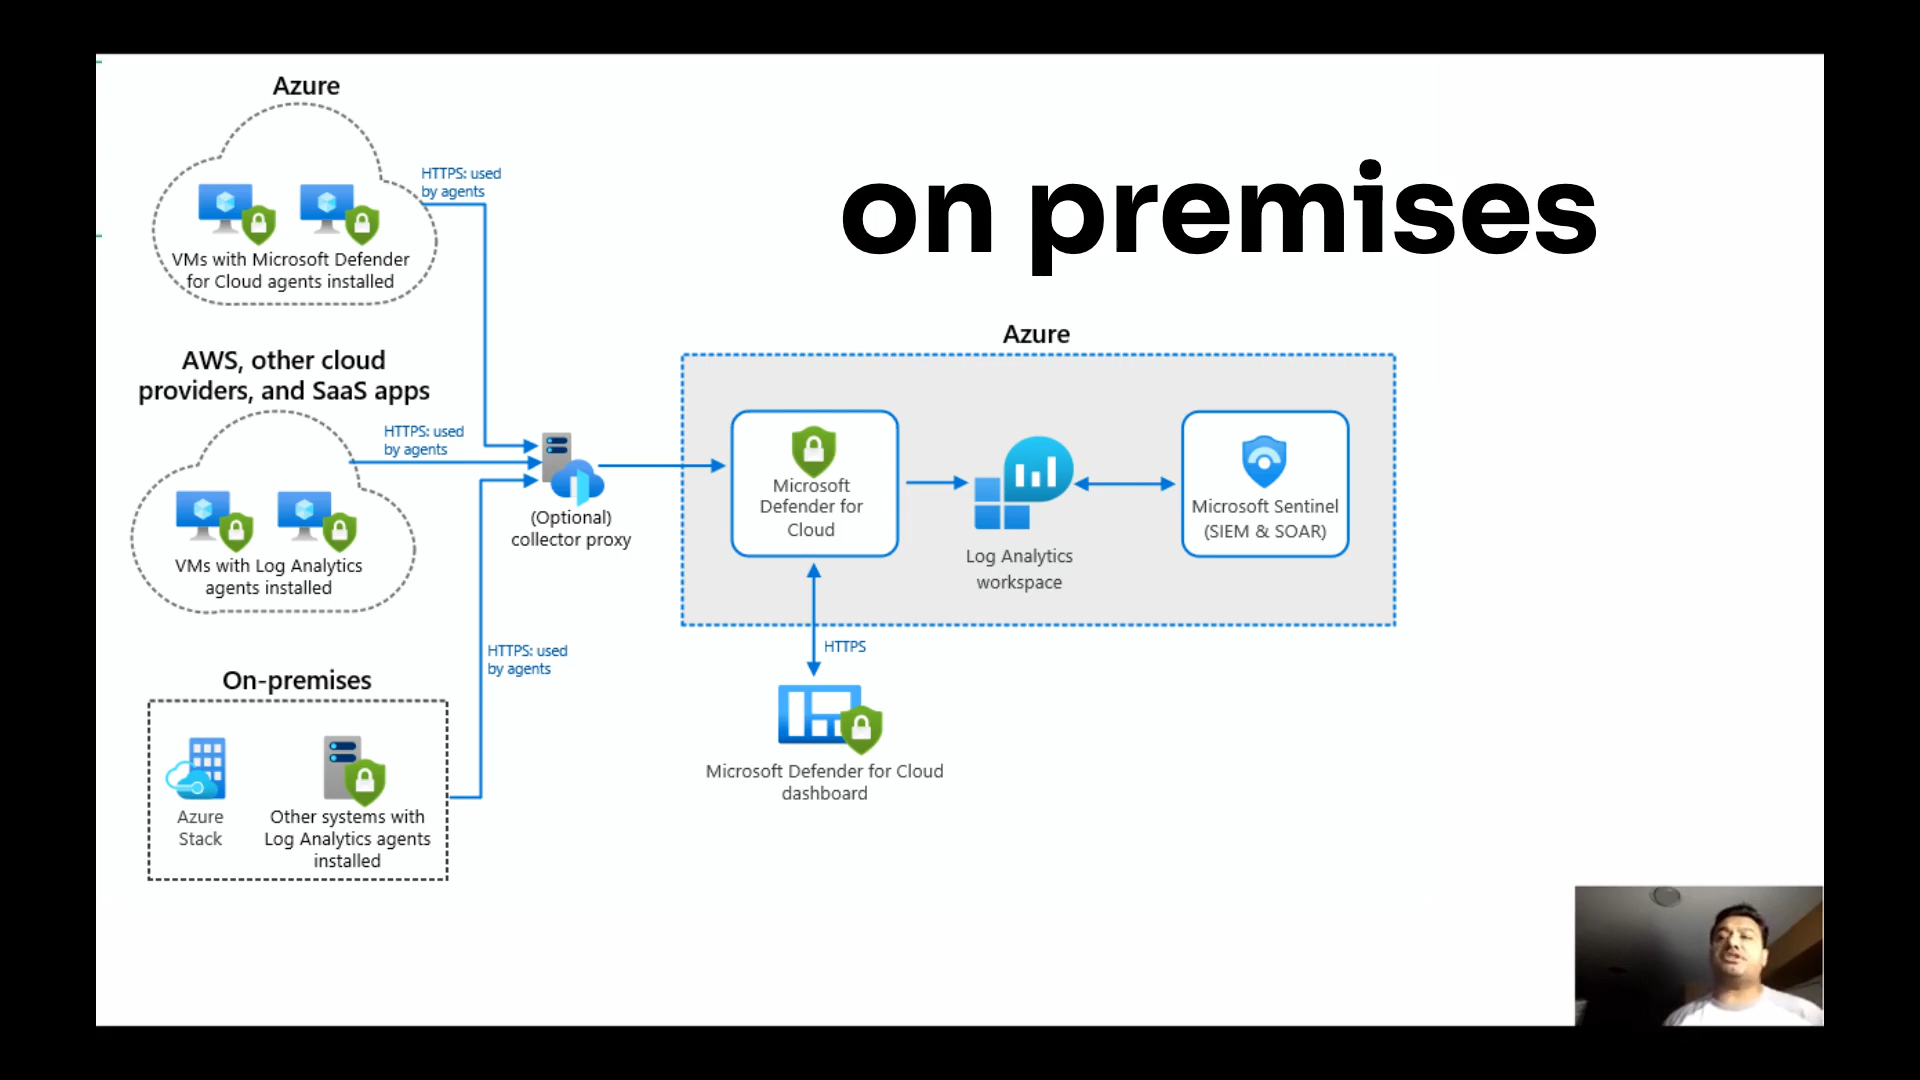 Azure
HTTPS: used
by agents
VMs with Microsoft Defender
for Cloud agents installed
on premises
AWS, other cloud
providers, and SaaS apps
HTTPS: used
by agents
VMs with Log Analytics
agents installed
(Optional)
collector proxy
On-premises
HTTPS: used
by agents
Azure
Stack
Other systems with
Log Analytics agents
installed
Azure
Microsoft
Defender for
Cloud
Log Analytics
workspace
Microsoft Sentinel
(SIEM & SOAR)
HTTPS
Microsoft Defender for Cloud
dashboard